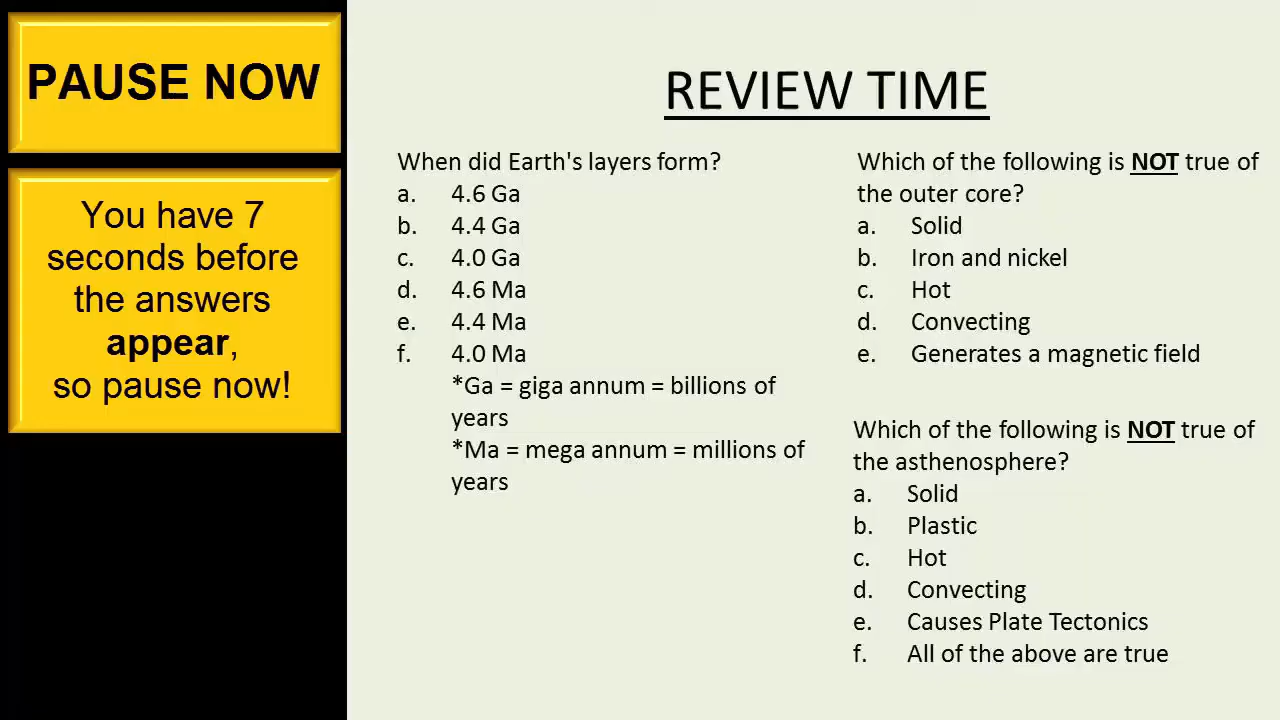 PAUSE NOW
You have 7
seconds before
the answers
appear,
so pause now!
REVIEW TIME
When did Earth's layers form?
a. 4.6 Ga
b. 4.4 Ga
c. 4.0 Ga
d. 4.6 Ma
e. 4.4 Ma
f. 4.0 Ma
*Ga = giga annum = billions of
years
*Ma = mega annum = millions of
years
Which of the following is NOT true of
the outer core?
a. Solid
b. Iron and nickel
c. Hot
d. Convecting
e. Generates a magnetic field
Which of the following is NOT true of
the asthenosphere?
a. Solid
b. Plastic
c. Hot
d. Convecting
e. Causes Plate Tectonics
f. All of the above are true